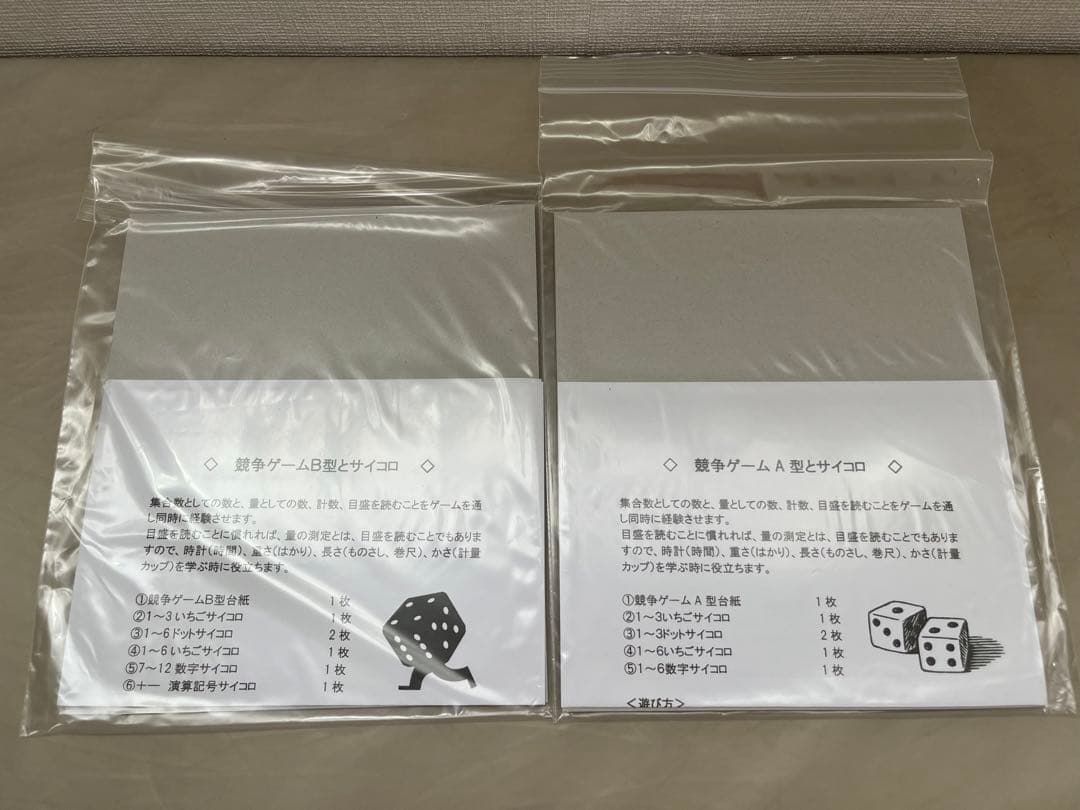 ◇ 競争ゲームB型とサイコロ ◇
集合数としての数と、量としての数、計数、目盛を読むことをゲームを通
し同時に経験させます。
目盛を読むことに慣れれば、量の測定とは、目盛を読むことでもありま
すので、時計(時間)、重さ(はかり)、長さ(ものさし、巻尺)、かさ(計量
カップ)を学ぶ時に役立ちます。
①競争ゲームB型台紙 1枚
②1~3いちごサイコロ 1枚
③1~6ドットサイコロ 2枚
④1~6いちごサイコロ 1枚
⑤7~12数字サイコロ 1枚
⑥+- 演算記号サイコロ 1枚
◇ 競争ゲームA型とサイコロ ◇
集合数としての数と、量としての数、計数、目盛を読むことをゲームを通
し同時に経験させます。
目盛を読むことに慣れれば、量の測定とは、目盛を読むことでもありま
すので、時計(時間)、重さ(はかり)、長さ(ものさし、巻尺)、かさ(計量
カップ)を学ぶ時に役立ちます。
①競争ゲームA型台紙 1枚
②1~3いちごサイコロ 1枚
③1~3ドットサイコロ 2枚
④1~6いちごサイコロ 1枚
⑤1~6数字サイコロ 1枚
<遊び方>